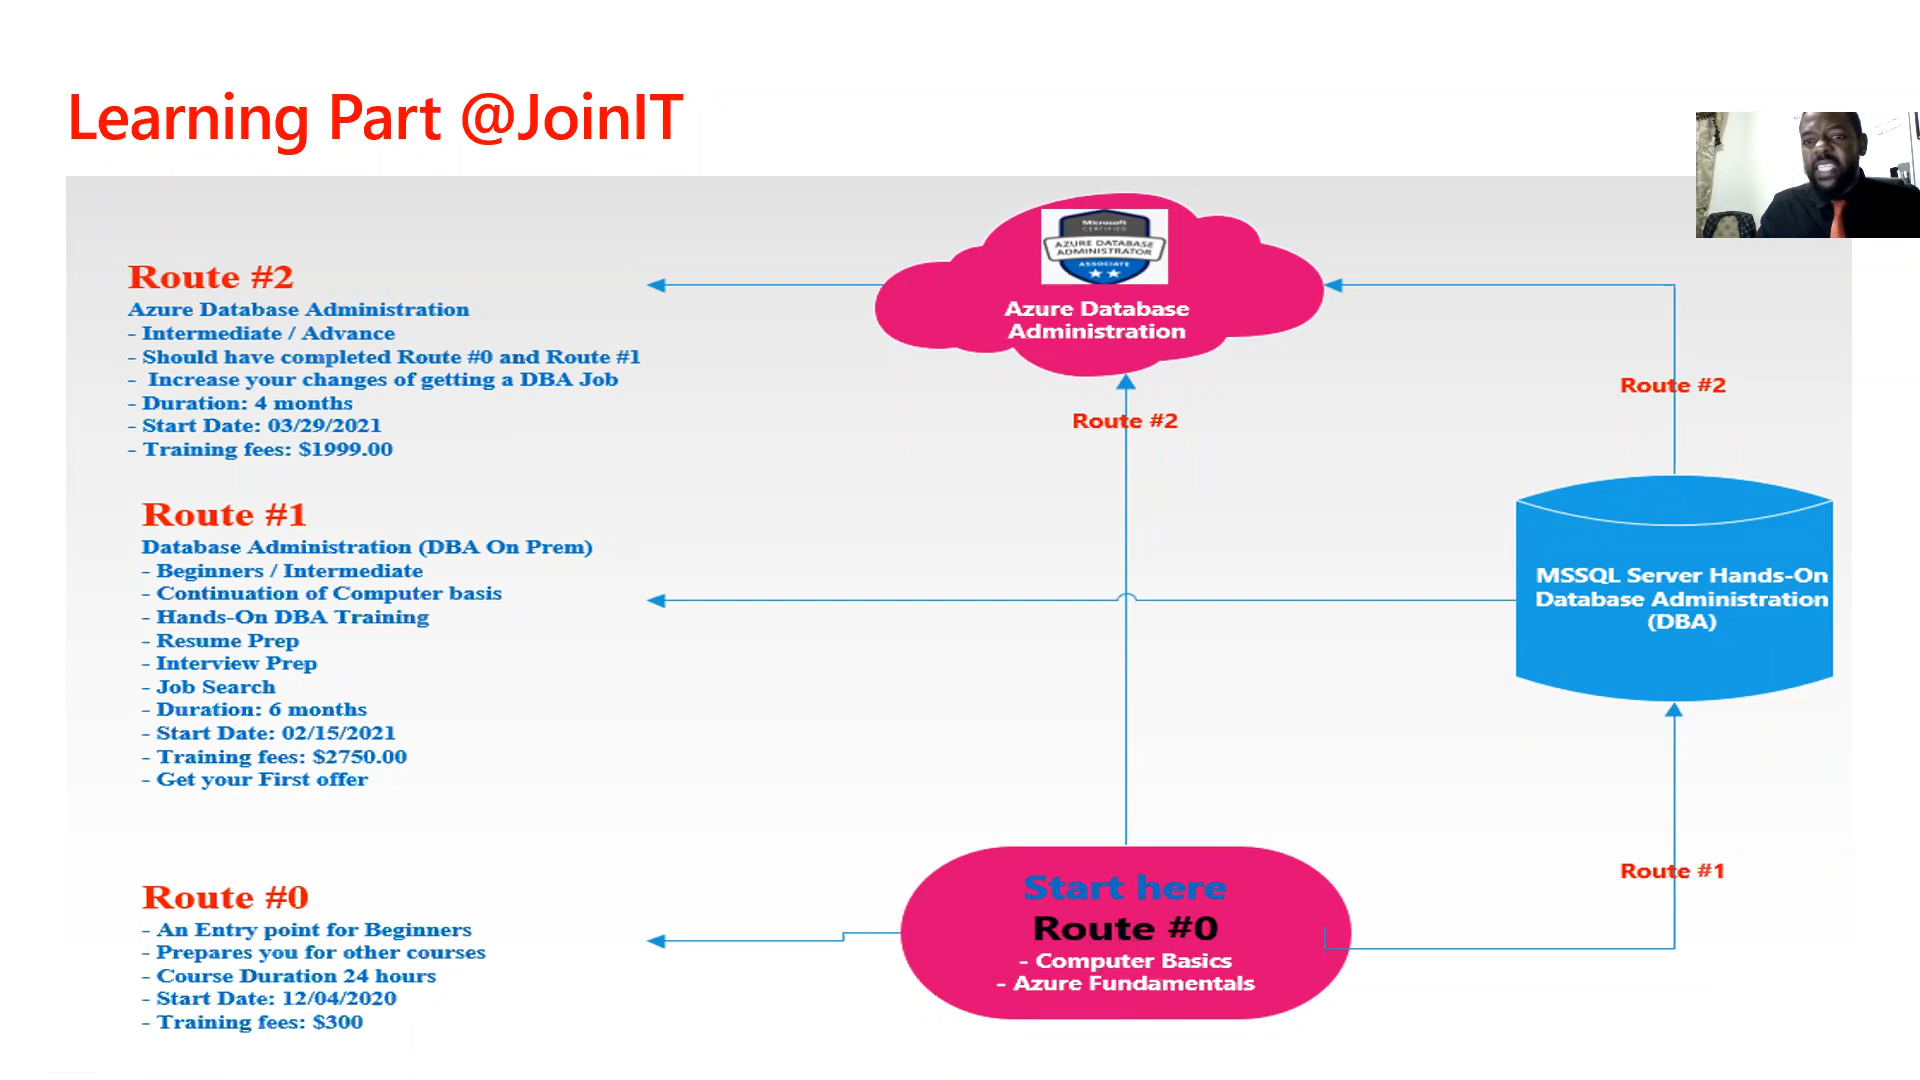 Learning Part @JoinIT
Route #2
Azure Database Administration
- Intermediate / Advance
- Should have completed Route #0 and Route #1
- Increase your changes of getting a DBA Job
- Duration: 4 months
- Start Date: 03/29/2021
- Training fees: $1999.00
Route #1
Database Administration (DBA On Prem)
- Beginners / Intermediate
- Continuation of Computer basis
- Hands-On DBA Training
- Resume Prep
- Interview Prep
- Job Search
- Duration: 6 months
- Start Date: 02/15/2021
- Training fees: $2750.00
- Get your First offer
Route #0
- An Entry point for Beginners
- Prepares you for other courses
- Course Duration 24 hours
- Start Date: 12/04/2020
- Training fees: $300
Microsoft
CERTIFIED
AZURE DATABASE
ADMINISTRATOR
ASSOCIATE
Azure Database
Administration
Route #2
Route #2
MSSQL Server Hands-On
Database Administration
(DBA)
Route #1
Start here
Route #0
- Computer Basics
- Azure Fundamentals